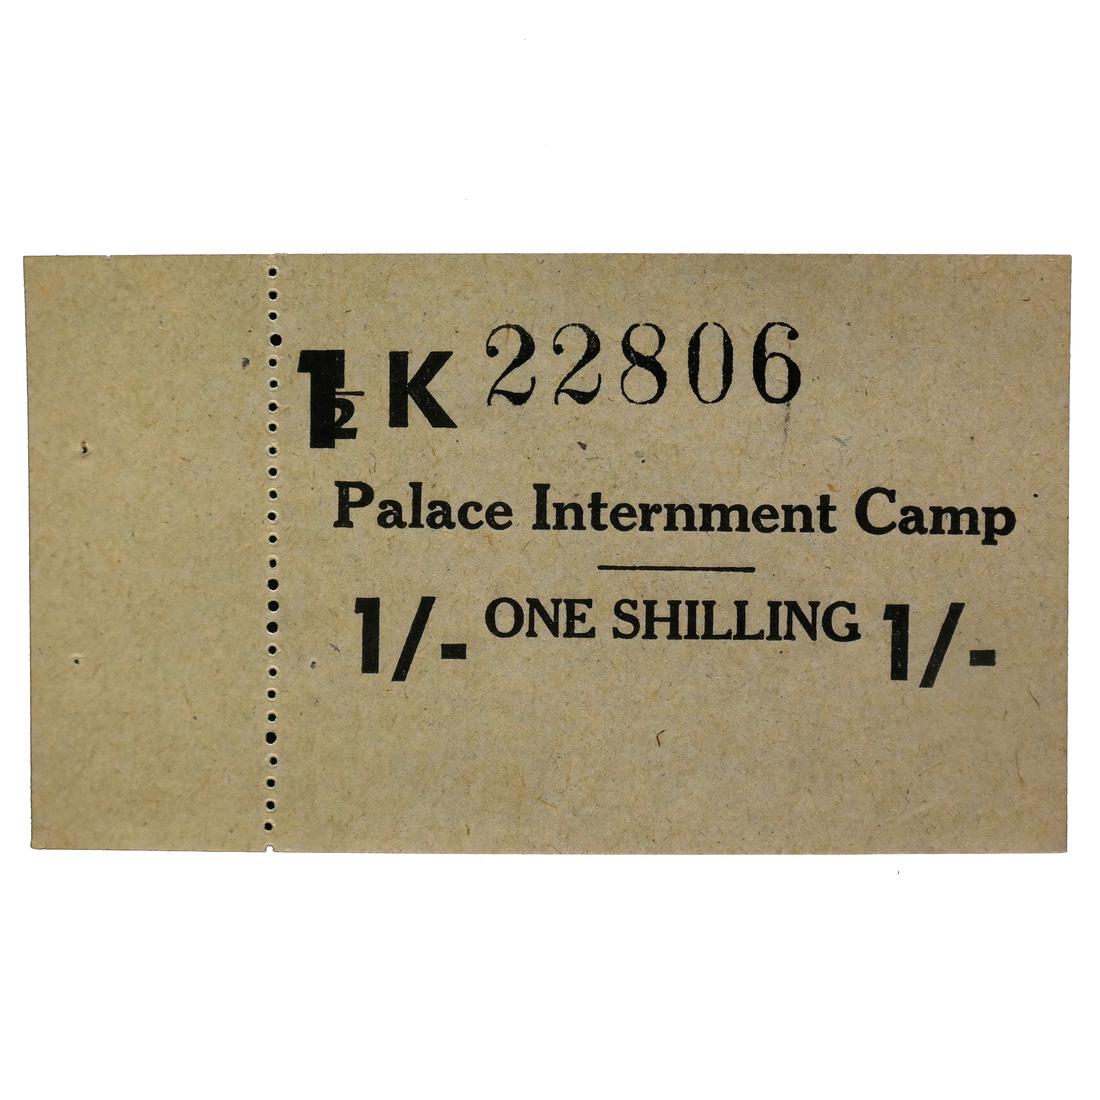 1½ K 22806
Palace Internment Camp
1/- ONE SHILLING 1/-